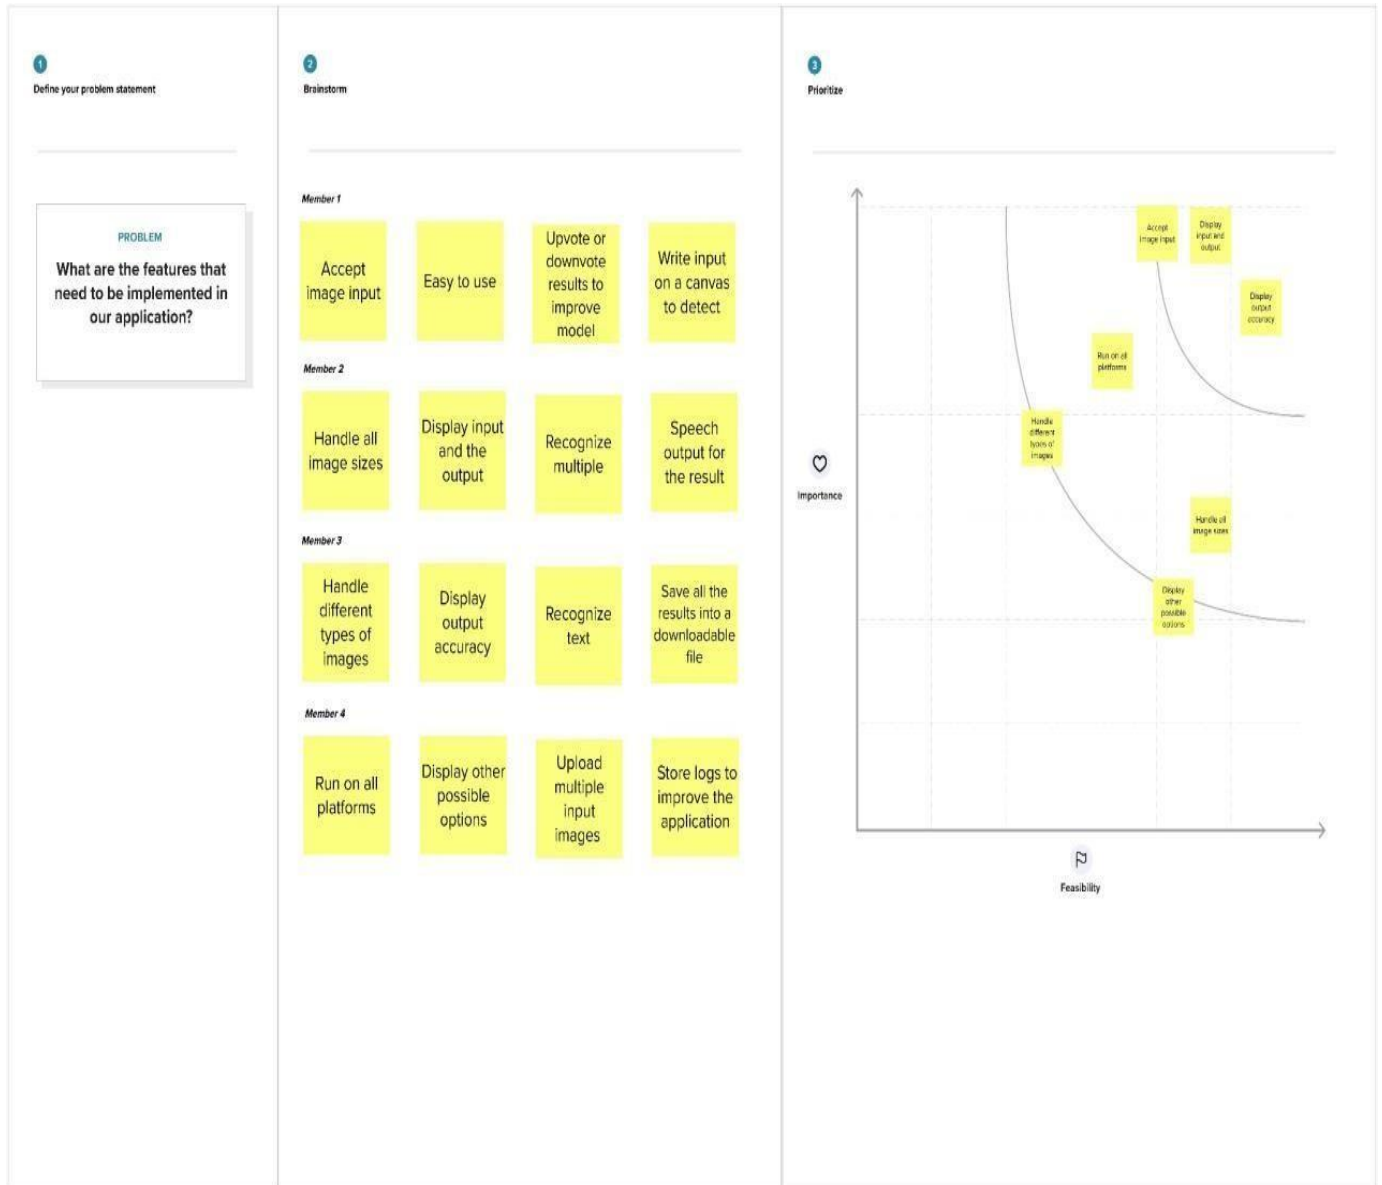 1
Define your problem statement
PROBLEM
What are the features that
need to be implemented in
our application?
2
Brainstorm
Member 1
Accept
image input
Easy to use
Upvote or
downvote
results to
improve
model
Write input
on a canvas
to detect
Member 2
Handle all
image sizes
Display input
and the
output
Recognize
multiple
Speech
output for
the result
Member 3
Handle
different
types of
images
Display
output
accuracy
Recognize
text
Save all the
results into a
downloadable
file
Member 4
Run on all
platforms
Display other
possible
options
Upload
multiple
input
images
Store logs to
improve the
application
3
Prioritize
Accept
image input
Display
input and
output
Display
output
accuracy
Run on all
platforms
Handle
different
types of
images
Importance
Handle all
image sizes
Display
other
possible
options
Feasibility